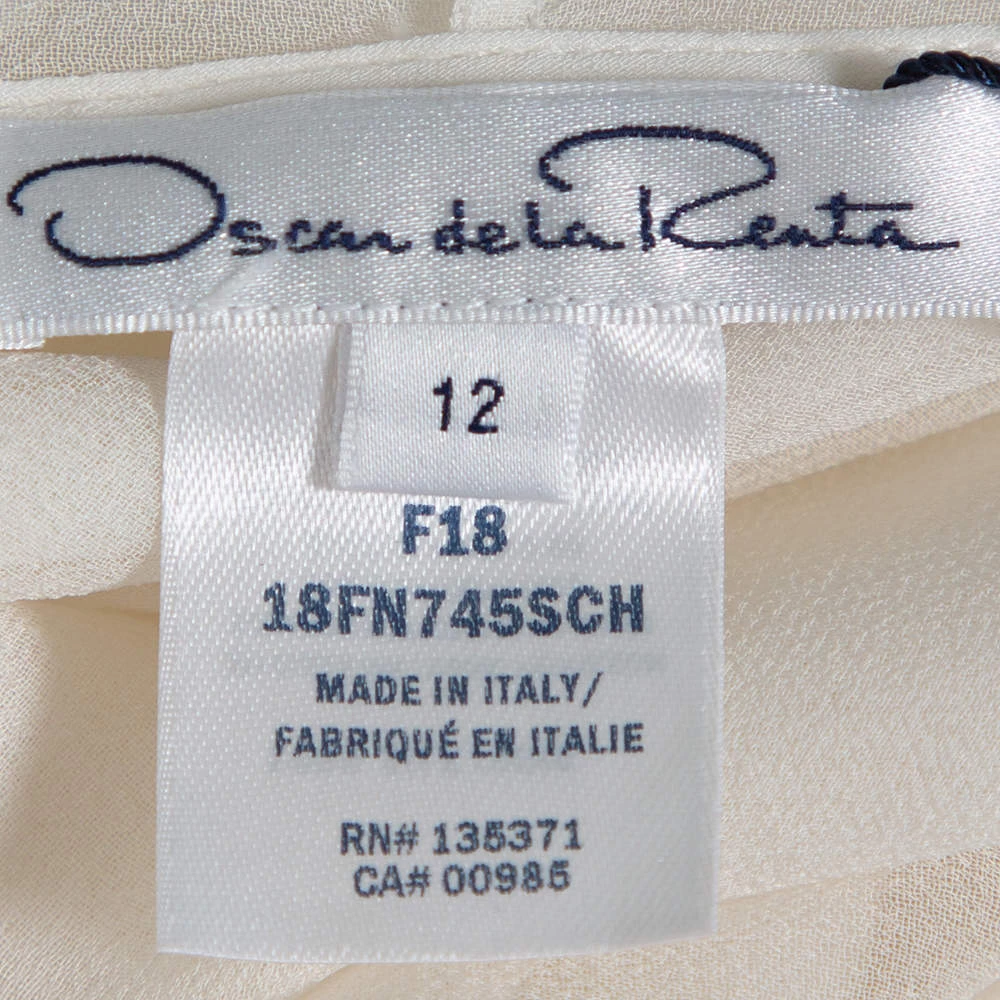 Oscar de la Renta
12
F18
18FN745SCH
MADE IN ITALY/
FABRIQUÉ EN ITALIE
RN# 135371
CA# 00985